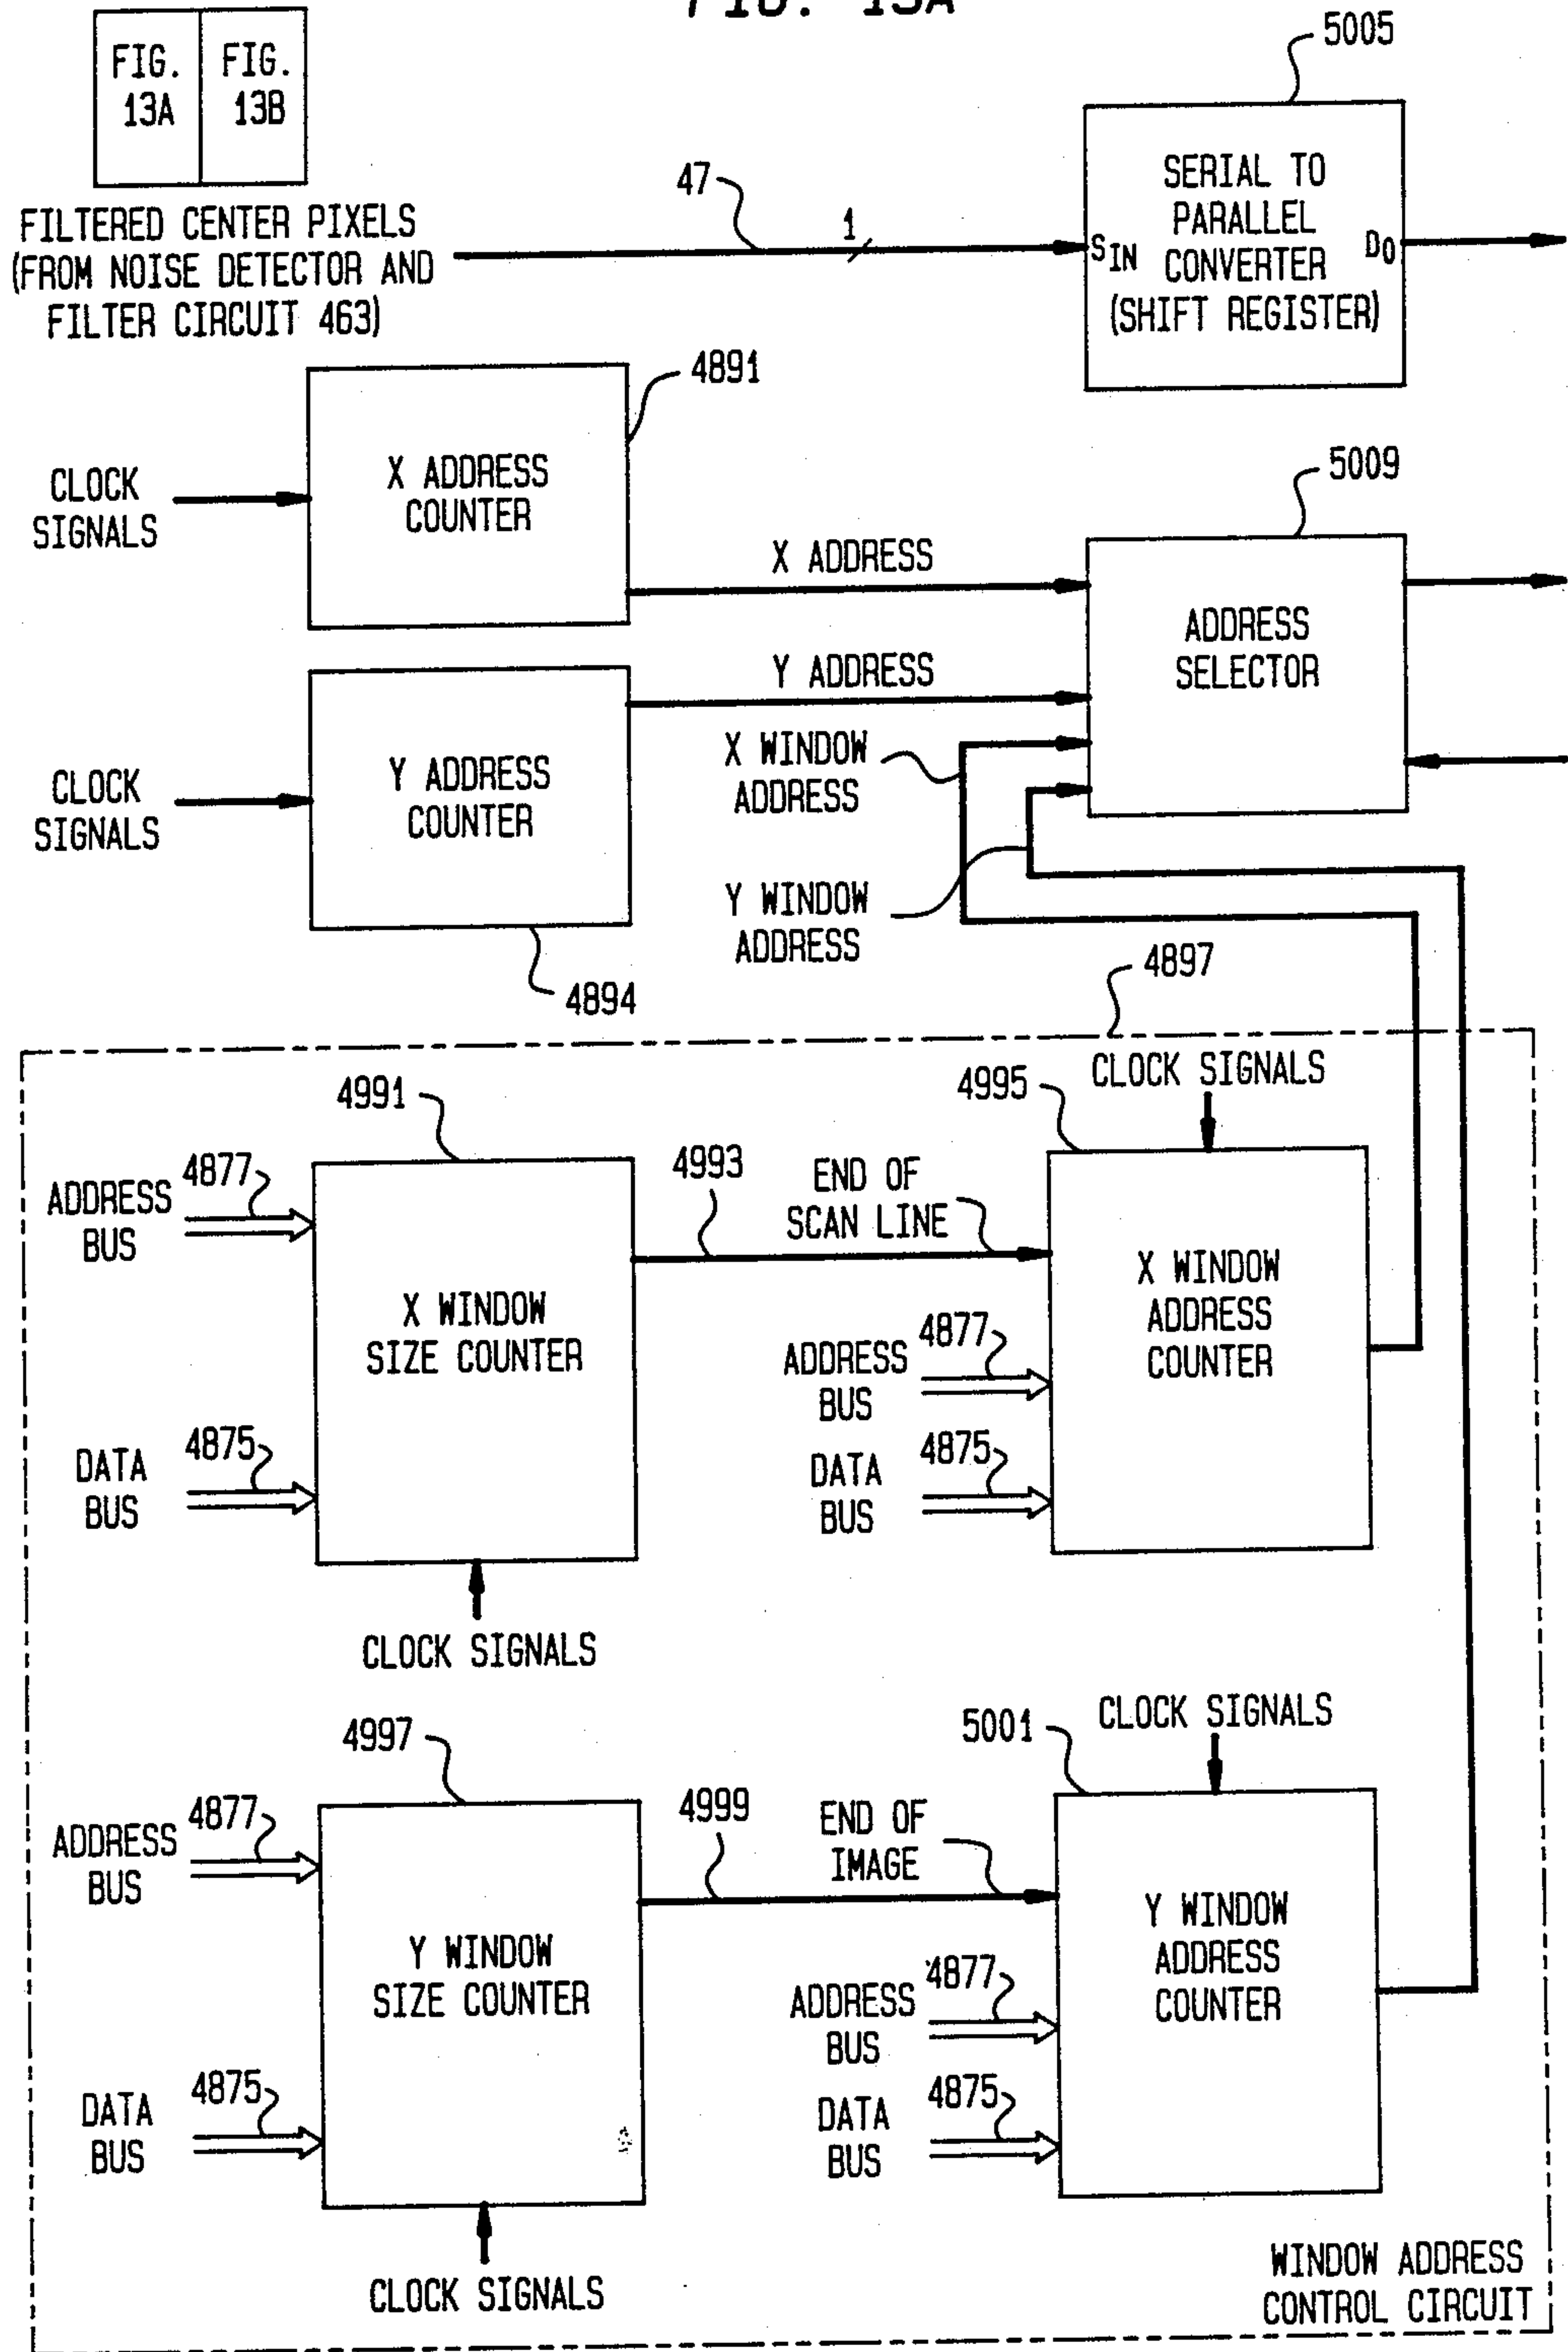 FIG. 13A
FIG.
13A
FIG.
13B
5005
FILTERED CENTER PIXELS
(FROM NOISE DETECTOR AND
FILTER CIRCUIT 463)
47
1
SERIAL TO
PARALLEL
CONVERTER
(SHIFT REGISTER)
SIN
D0
4891
CLOCK
SIGNALS
X ADDRESS
COUNTER
5009
X ADDRESS
ADDRESS
SELECTOR
Y ADDRESS
CLOCK
SIGNALS
Y ADDRESS
COUNTER
X WINDOW
ADDRESS
Y WINDOW
ADDRESS
4894
4897
4991
4995
CLOCK SIGNALS
ADDRESS
BUS
4877
4993
END OF
SCAN LINE
X WINDOW
SIZE COUNTER
X WINDOW
ADDRESS
COUNTER
ADDRESS
BUS
4877
DATA
BUS
4875
DATA
BUS
4875
CLOCK SIGNALS
4997
5001
CLOCK SIGNALS
ADDRESS
BUS
4877
4999
END OF
IMAGE
Y WINDOW
SIZE COUNTER
Y WINDOW
ADDRESS
COUNTER
ADDRESS
BUS
4877
DATA
BUS
4875
DATA
BUS
4875
CLOCK SIGNALS
WINDOW ADDRESS
CONTROL CIRCUIT